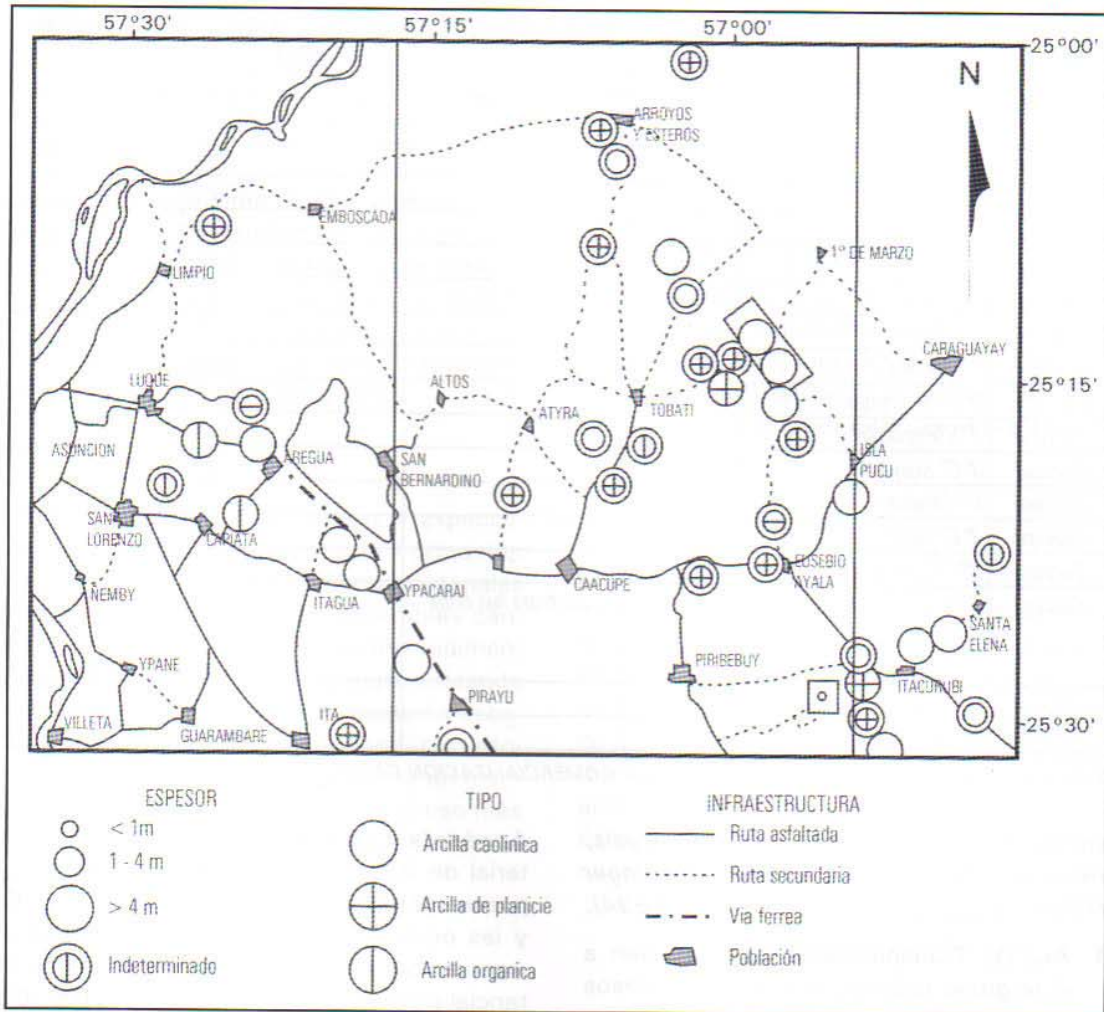 57°30' 57°15' 57°00'
25°00'
N
ARROYOS
Y ESTEROS
EMBOSCADA
1º DE MARZO
LIMPIO
CARAGUAYAY
25°15'
LUQUE
ALTOS
ATYRA
TOBATI
ASUNCION
AREGUA
SAN
BERNARDINO
ISLA
PUCU
SAN
LORENZO
CAPIATA
ÑEMBY
ITAGUA
YPACARAI
CAACUPE
EUSEBIO
AYALA
SANTA
ELENA
YPANE
PIRIBEBUY
ITACURUBI
PIRAYU
VILLETA
GUARAMBARE
ITA
25°30'
ESPESOR
< 1m
1 - 4 m
> 4 m
Indeterminado
TIPO
Arcilla caolinica
Arcilla de planicie
Arcilla organica
INFRAESTRUCTURA
Ruta asfaltada
Ruta secundaria
Via ferrea
Población